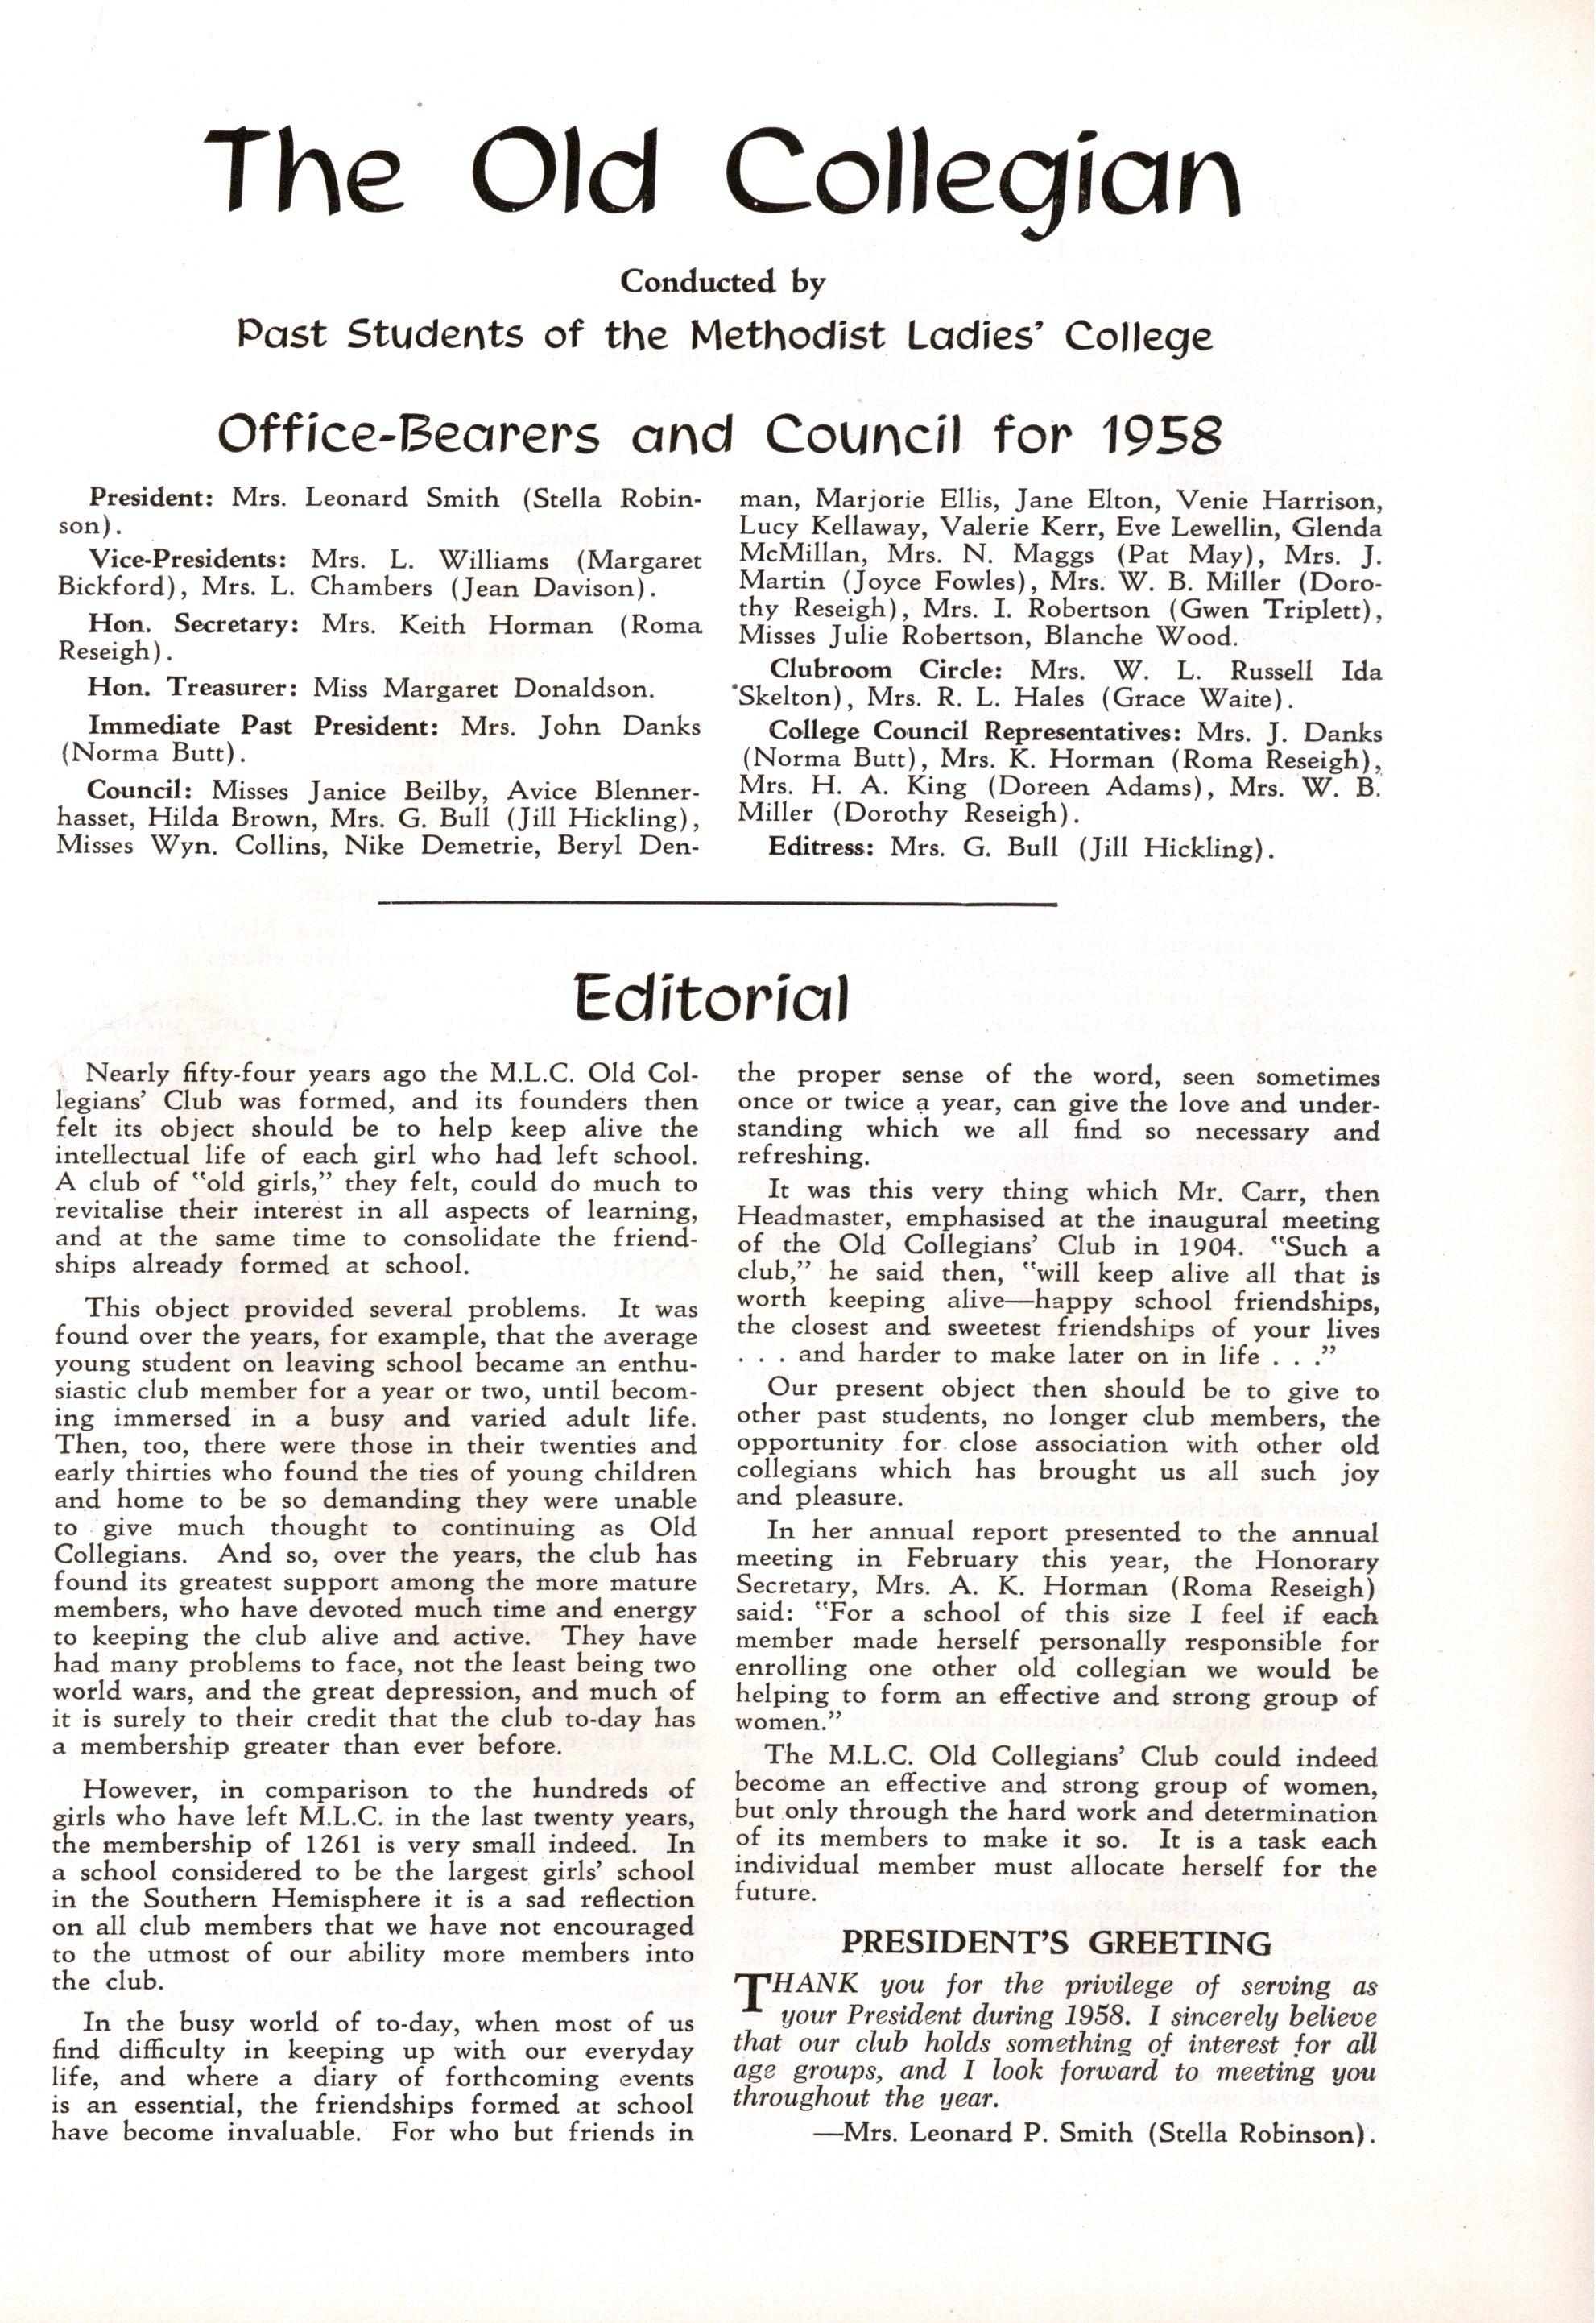 The Old Collegian
Conducted by
Past Students of the Methodist Ladies' College
Office-Bearers and Council for 1958
President: Mrs. Leonard Smith (Stella Robin-
son).
Vice-Presidents: Mrs. L. Williams (Margaret
Bickford), Mrs. L. Chambers (Jean Davison).
Hon. Secretary: Mrs. Keith Horman (Roma
Reseigh).
Hon. Treasurer: Miss Margaret Donaldson.
Immediate Past President: Mrs. John Danks
(Norma Butt).
Council: Misses Janice Beilby, Avice Blenner-
hasset, Hilda Brown, Mrs. G. Bull (Jill Hickling),
Misses Wyn. Collins, Nike Demetrie, Beryl Den-
man, Marjorie Ellis, Jane Elton, Venie Harrison,
Lucy Kellaway, Valerie Kerr, Eve Lewellin, Glenda
McMillan, Mrs. N. Maggs (Pat May), Mrs. J.
Martin (Joyce Fowles), Mrs. W. B. Miller (Doro-
thy Reseigh), Mrs. I. Robertson (Gwen Triplett),
Misses Julie Robertson, Blanche Wood.
Clubroom Circle: Mrs. W. L. Russell Ida
Skelton), Mrs. R. L. Hales (Grace Waite).
College Council Representatives: Mrs. J. Danks
(Norma Butt), Mrs. K. Horman (Roma Reseigh),
Mrs. H. A. King (Doreen Adams), Mrs. W. B.
Miller (Dorothy Reseigh).
Editress: Mrs. G. Bull (Jill Hickling).
Editorial
Nearly fifty-four years ago the M.L.C. Old Col-
legians' Club was formed, and its founders then
felt its object should be to help keep alive the
intellectual life of each girl who had left school.
A club of "old girls," they felt, could do much to
revitalise their interest in all aspects of learning,
and at the same time to consolidate the friend-
ships already formed at school.
This object provided several problems. It was
found over the years, for example, that the average
young student on leaving school became an enthu-
siastic club member for a year or two, until becom-
ing immersed in a busy and varied adult life.
Then, too, there were those in their twenties and
early thirties who found the ties of young children
and home to be so demanding they were unable
to give much thought to continuing as Old
Collegians. And so, over the years, the club has
found its greatest support among the more mature
members, who have devoted much time and energy
to keeping the club alive and active. They have
had many problems to face, not the least being two
world wars, and the great depression, and much of
it is surely to their credit that the club to-day has
a membership greater than ever before.
However, in comparison to the hundreds of
girls who have left M.L.C. in the last twenty years,
the membership of 1261 is very small indeed. In
a school considered to be the largest girls' school
in the Southern Hemisphere it is a sad reflection
on all club members that we have not encouraged
to the utmost of our ability more members into
the club.
In the busy world of to-day, when most of us
find difficulty in keeping up with our everyday
life, and where a diary of forthcoming events
is an essential, the friendships formed at school
have become invaluable. For who but friends in
the proper sense of the word, seen sometimes
once or twice a year, can give the love and under-
standing which we all find so necessary and
refreshing.
It was this very thing which Mr. Carr, then
Headmaster, emphasised at the inaugural meeting
of the Old Collegians' Club in 1904. "Such a
club," he said then, "will keep alive all that is
worth keeping alive—happy school friendships,
the closest and sweetest friendships of your lives
. . . and harder to make later on in life . . ."
Our present object then should be to give to
other past students, no longer club members, the
opportunity for close association with other old
collegians which has brought us all such joy
and pleasure.
In her annual report presented to the annual
meeting in February this year, the Honorary
Secretary, Mrs. A. K. Horman (Roma Reseigh)
said: "For a school of this size I feel if each
member made herself personally responsible for
enrolling one other old collegian we would be
helping to form an effective and strong group of
women."
The M.L.C. Old Collegians' Club could indeed
become an effective and strong group of women,
but only through the hard work and determination
of its members to make it so. It is a task each
individual member must allocate herself for the
future.
PRESIDENT'S GREETING
THANK you for the privilege of serving as
your President during 1958. I sincerely believe
that our club holds something of interest for all
age groups, and I look forward to meeting you
throughout the year.
—Mrs. Leonard P. Smith (Stella Robinson).